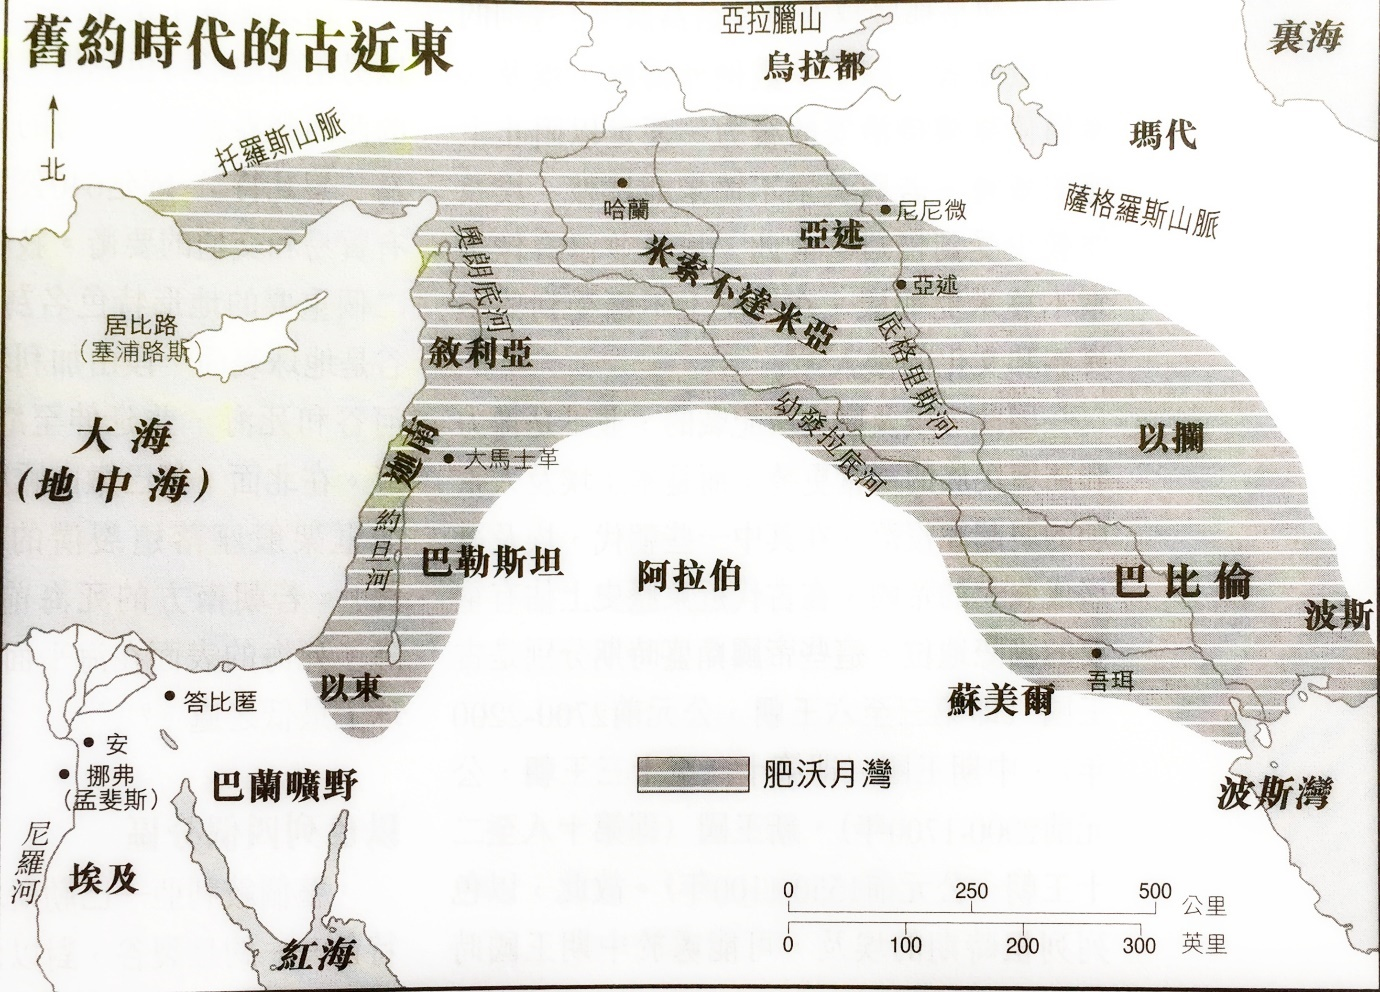 舊約時代的古近東
北
托羅斯山脈
亞拉臘山
烏拉都
裏海
瑪代
薩格羅斯山脈
哈蘭
米索不達米亞
亞述
尼尼微
亞述
底格里斯河
幼發拉底河
奧朗底河
敘利亞
居比路
（塞浦路斯）
大海
（地中海）
迦南
大馬士革
約旦河
巴勒斯坦
阿拉伯
以攔
巴比倫
波斯
吾珥
蘇美爾
以東
答比匿
安
挪弗
（孟斐斯）
巴蘭曠野
尼羅河
埃及
紅海
肥沃月灣
波斯灣
0 250 500 公里
0 100 200 300 英里